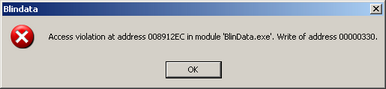 Blindata
Access violation at address 008912EC in module 'BlinData.exe'. Write of address 00000330.
OK